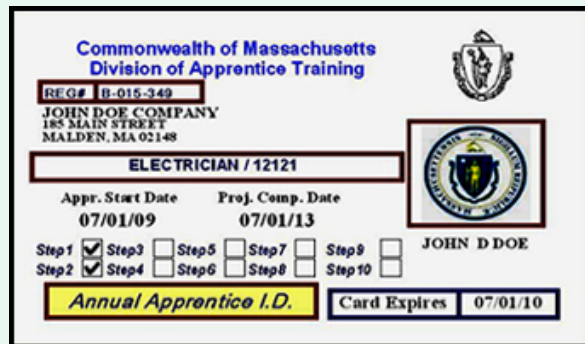 Commonwealth of Massachusetts
Division of Apprentice Training
REG# B-015-349
JOHN DOE COMPANY
185 MAIN STREET
MALDEN, MA 02148
ELECTRICIAN / 12121
Appr. Start Date Proj. Comp. Date
07/01/09 07/01/13
JOHN D DOE
Step1 Step3 Step5 Step7 Step9
Step2 Step4 Step6 Step8 Step10
Annual Apprentice I.D. Card Expires 07/01/10